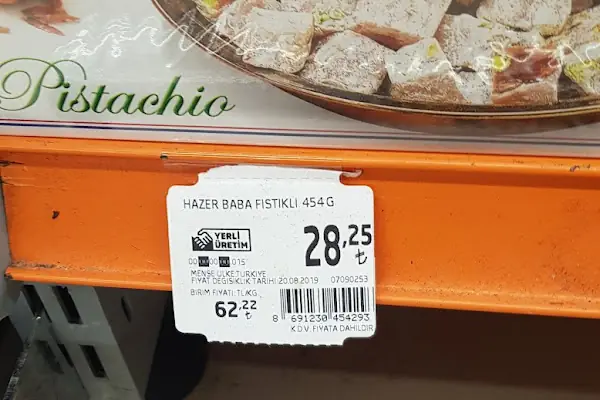 Pistachio
HAZER BABA FISTIKLI 454 G
YERLİ
ÜRETİM
28,25 ₺
MENŞE ÜLKE:TÜRKİYE
FİYAT DEĞİŞİKLİK TARİHİ:20.08.2019 07090253
BİRİM FİYATI: TL/KG
62,22 ₺
8 691230 454293
K.D.V. FİYATA DAHİLDİR